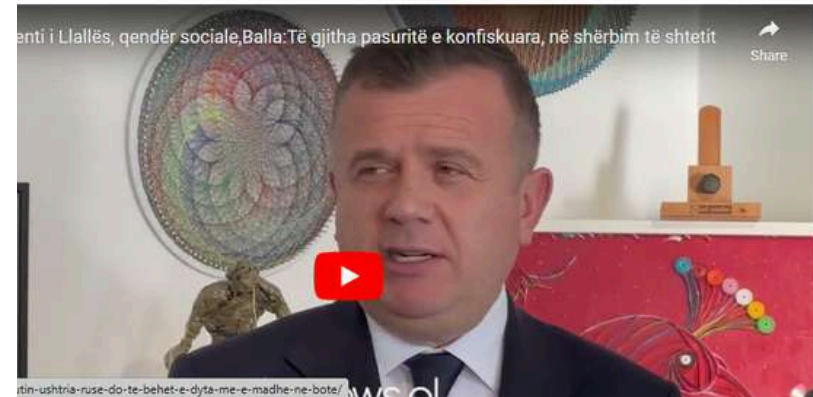 enti i Llallës, qendër sociale,Balla:Të gjitha pasuritë e konfiskuara, në shërbim të shtetit
Share
utin-ushtria-ruse-do-te-behet-e-dyta-me-e-madhe-ne-bote/